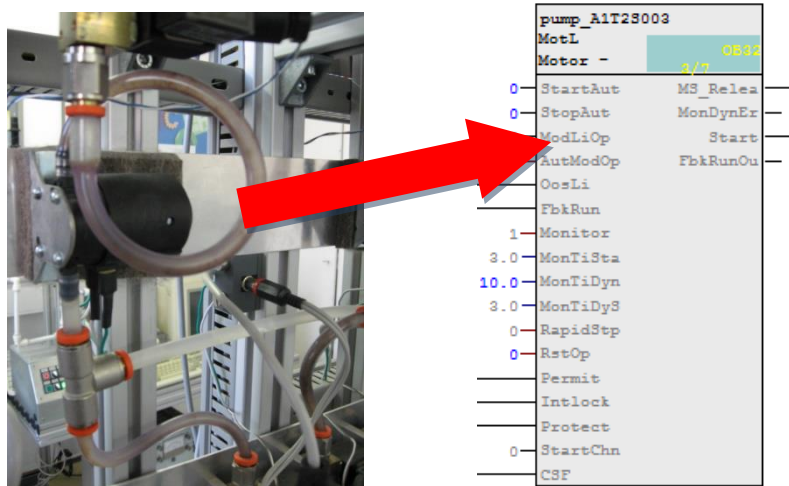 pump_A1T2S003
MotL
Motor - OB32
3/7
0 StartAut MS_Relea
0 StopAut MonDynEr
ModLiOp Start
AutModOp FbkRunOu
OosLi
FbkRun
1 Monitor
3.0 MonTiSta
10.0 MonTiDyn
3.0 MonTiDyS
0 RapidStp
0 RstOp
Permit
Intlock
Protect
0 StartChn
CSF